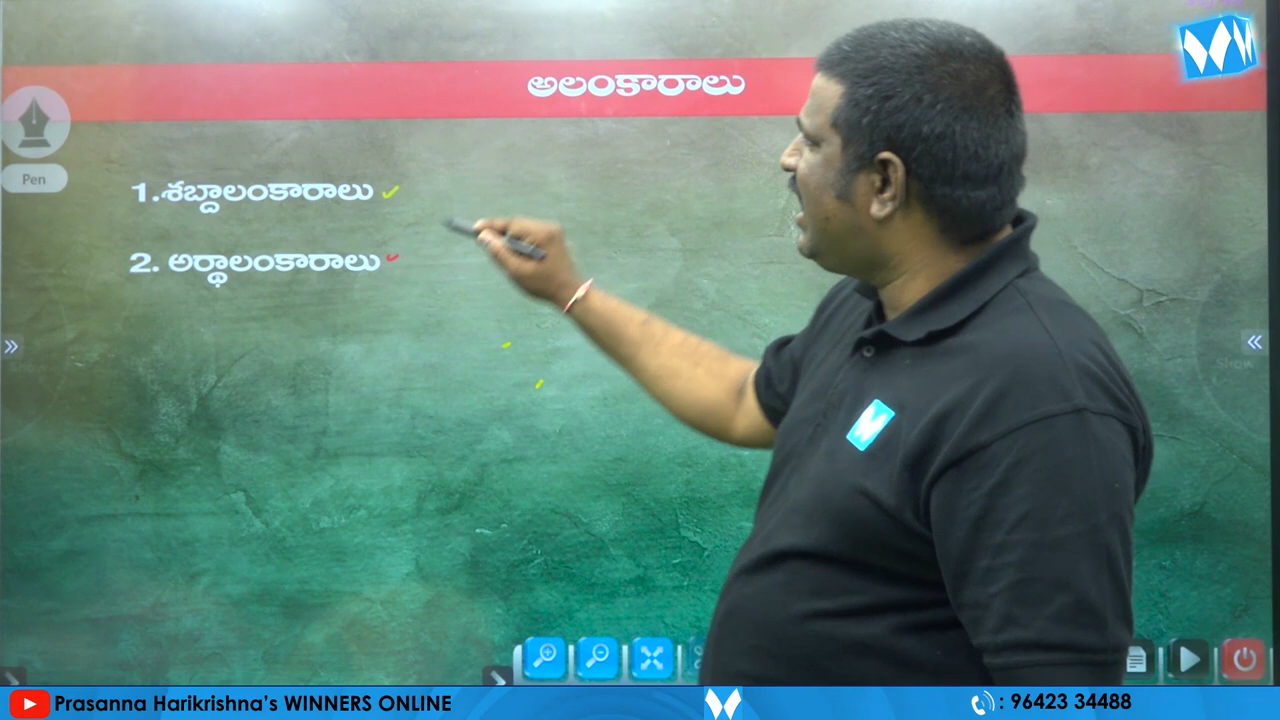 అలంకారాలు
Pen
1.శబ్దాలంకారాలు
2. అర్థాలంకారాలు
Prasanna Harikrishna's WINNERS ONLINE
: 96423 34488